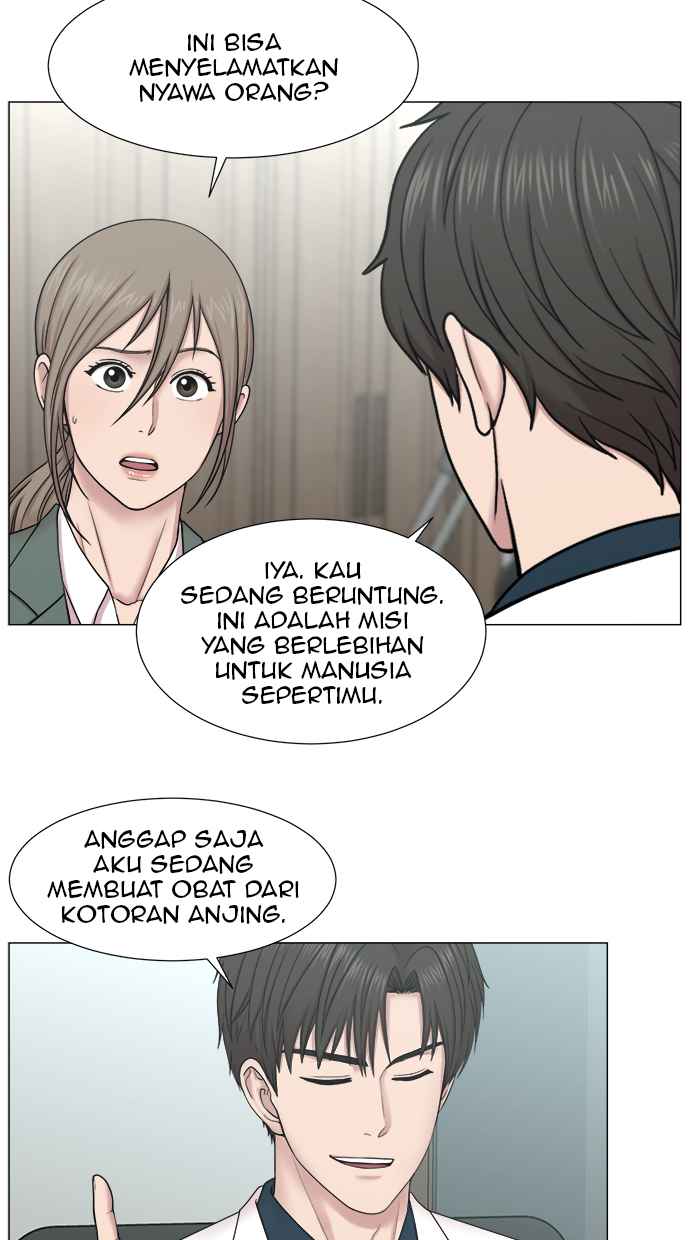 INI BISA
MENYELAMATKAN
NYAWA ORANG?
IYA. KAU
SEDANG BERUNTUNG.
INI ADALAH MISI
YANG BERLEBIHAN
UNTUK MANUSIA
SEPERTIMU.
ANGGAP SAJA
AKU SEDANG
MEMBUAT OBAT DARI
KOTORAN ANJING.